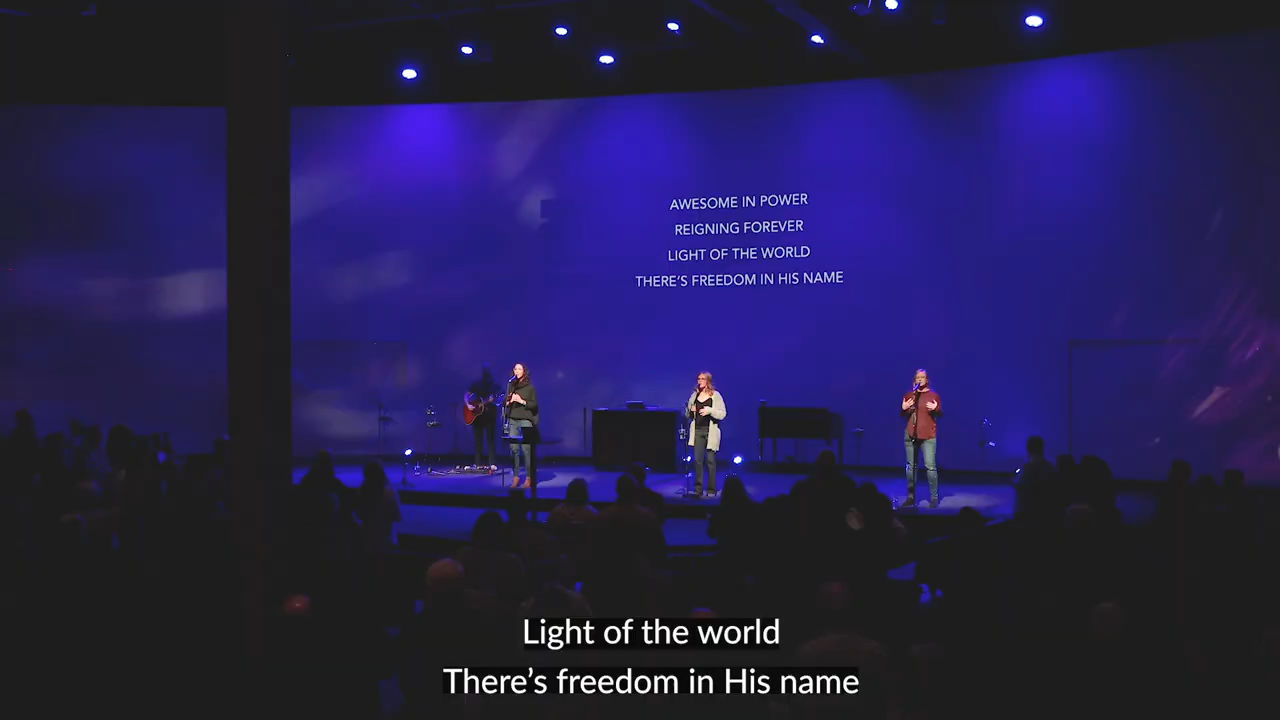 AWESOME IN POWER
REIGNING FOREVER
LIGHT OF THE WORLD
THERE'S FREEDOM IN HIS NAME
Light of the world
There's freedom in His name